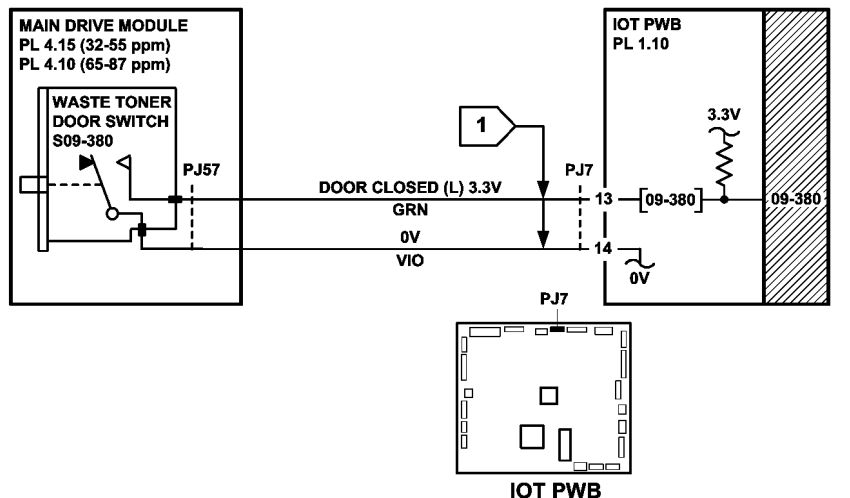 MAIN DRIVE MODULE
PL 4.15 (32-55 ppm)
PL 4.10 (65-87 ppm)
WASTE TONER
DOOR SWITCH
S09-380
PJ57
DOOR CLOSED (L) 3.3V
GRN
0V
VIO
1
PJ7
13
14
IOT PWB
PL 1.10
3.3V
[09-380]
09-380
0V
PJ7
IOT PWB